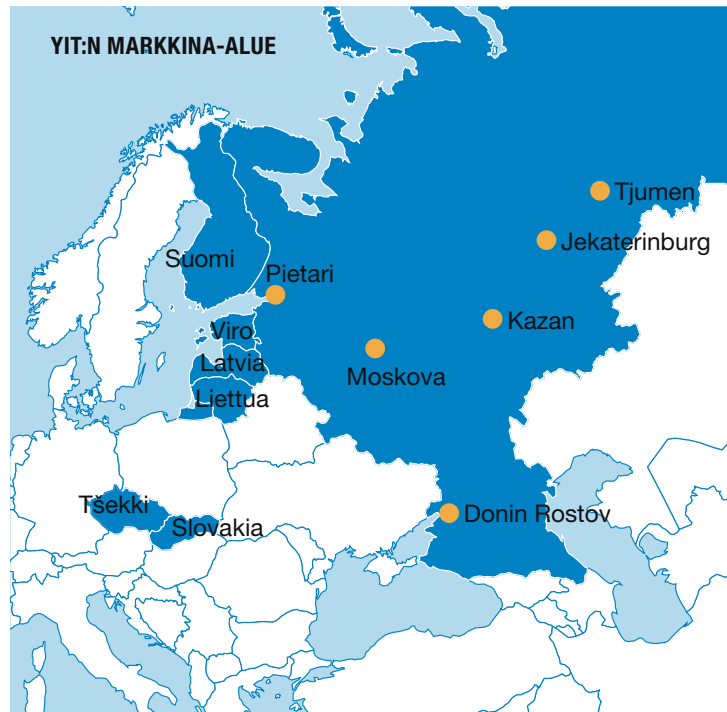 YIT:N MARKKINA-ALUE
Tjumen
Jekaterinburg
Suomi
Pietari
Kazan
Viro
Latvia
Moskova
Liettua
Tšekki
Donin Rostov
Slovakia